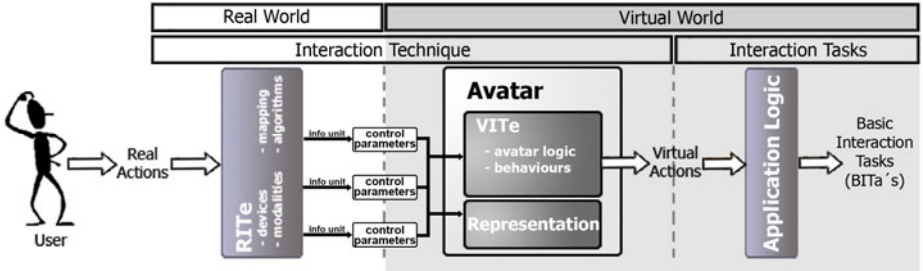 Real World
Virtual World
Interaction Technique
Interaction Tasks
User
Real
Actions
RITe
- devices
- modalities
- mapping
- algorithms
info unit
control
parameters
info unit
control
parameters
info unit
control
parameters
Avatar
VITe
- avatar logic
- behaviours
Representation
Virtual
Actions
Application Logic
Basic
Interaction
Tasks
(BITa´s)